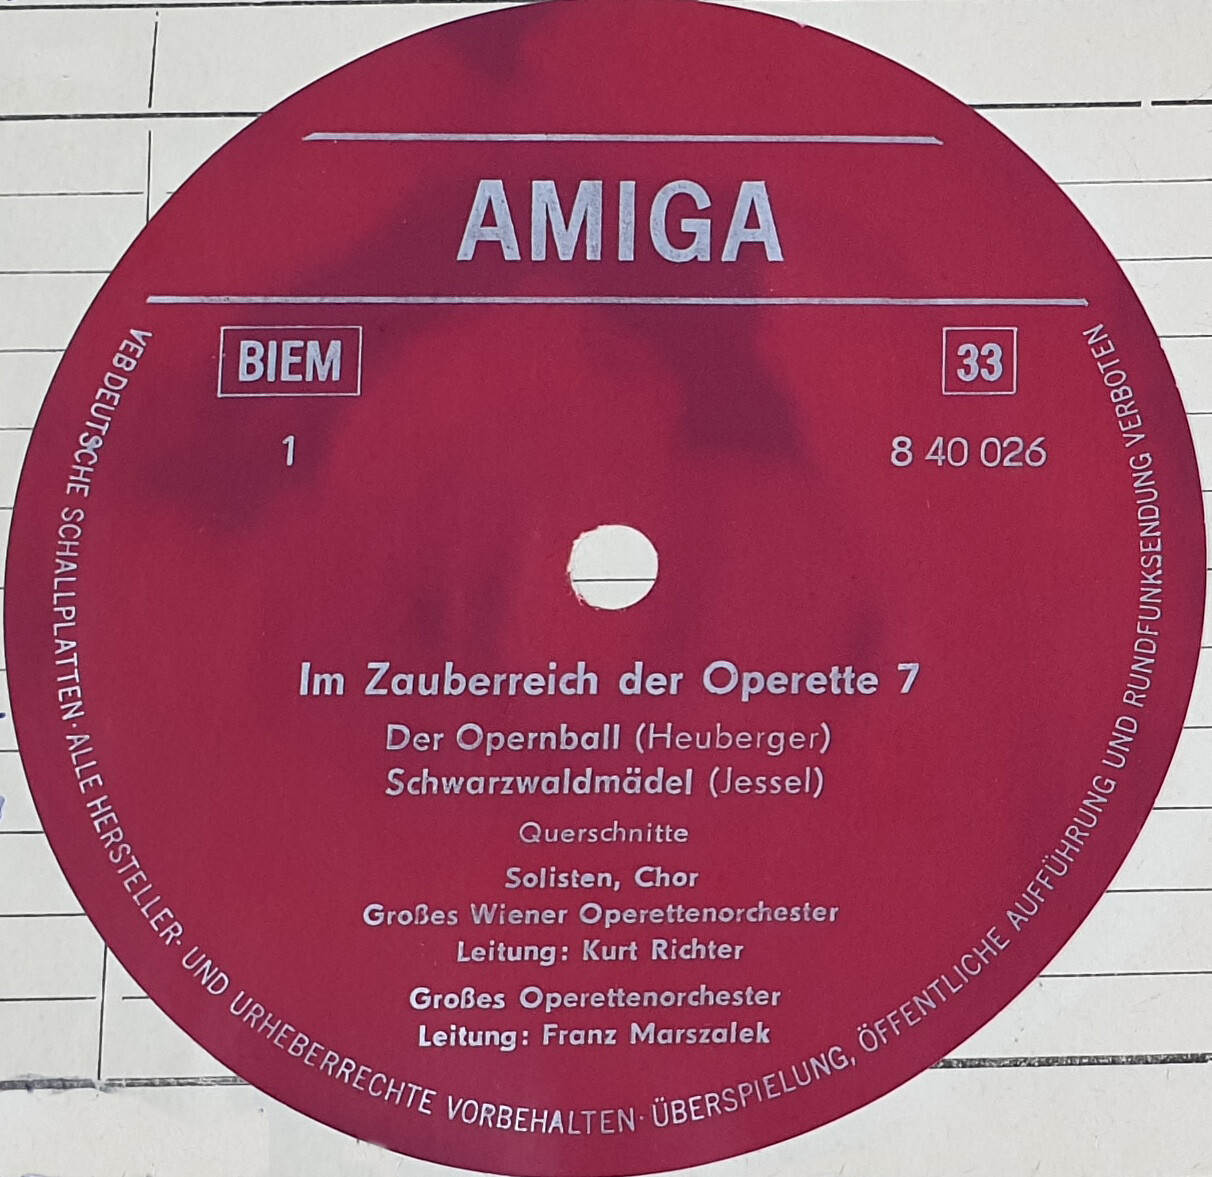 AMIGA
BIEM
33
1
8 40 026
Im Zauberreich der Operette 7
Der Opernball (Heuberger)
Schwarzwaldmädel (Jessel)
Querschnitte
Solisten, Chor
Großes Wiener Operettenorchester
Leitung: Kurt Richter
Großes Operettenorchester
Leitung: Franz Marszalek
VEB DEUTSCHE SCHALLPLATTEN · ALLE HERSTELLER- UND URHEBERRECHTE VORBEHALTEN · ÜBERSPIELUNG, ÖFFENTLICHE AUFFÜHRUNG UND RUNDFUNKSENDUNG VERBOTEN